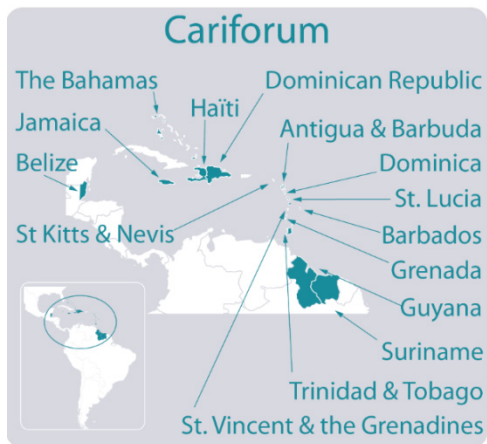 Cariforum
The Bahamas
Dominican Republic
Haïti
Jamaica
Antigua & Barbuda
Belize
Dominica
St. Lucia
St Kitts & Nevis
Barbados
Grenada
Guyana
Suriname
Trinidad & Tobago
St. Vincent & the Grenadines